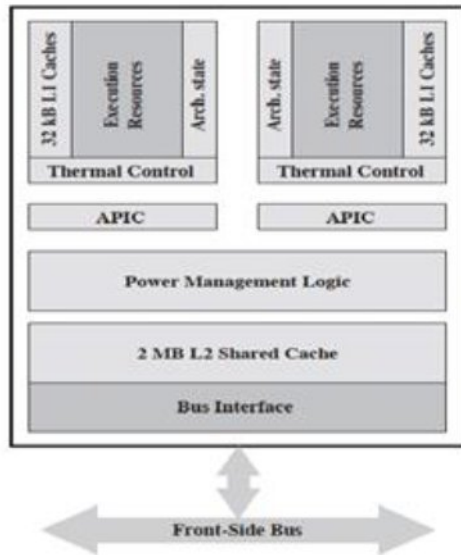 32 kB L1 Caches
Execution
Resources
Arch. state
Arch. state
Execution
Resources
32 kB L1 Caches
Thermal Control
Thermal Control
APIC
APIC
Power Management Logic
2 MB L2 Shared Cache
Bus Interface
Front-Side Bus